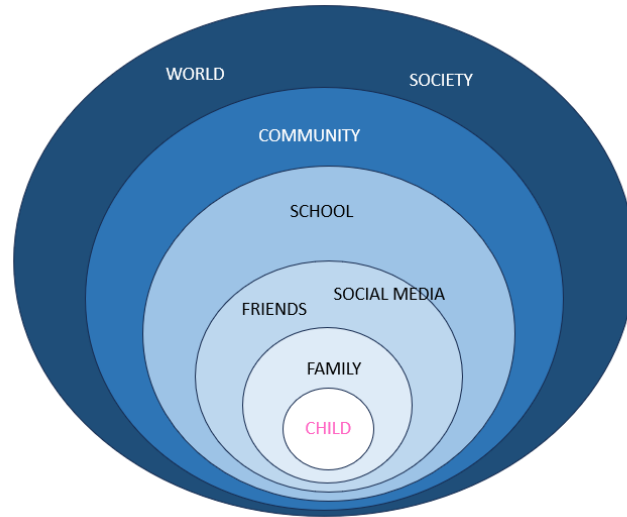 WORLD
SOCIETY
COMMUNITY
SCHOOL
SOCIAL MEDIA
FRIENDS
FAMILY
CHILD